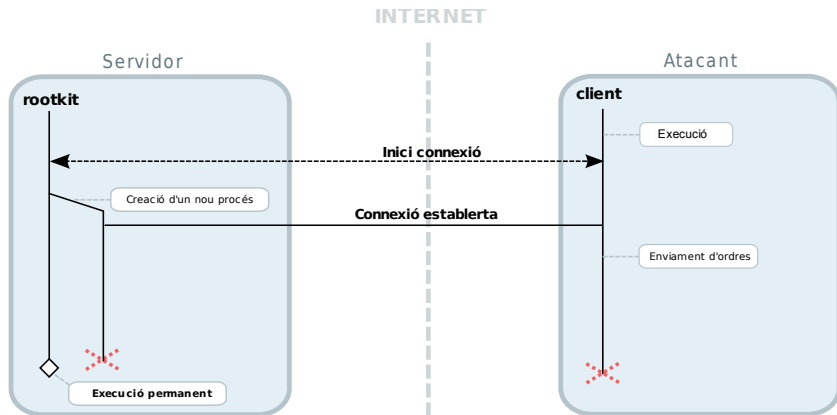 INTERNET
Servidor
Atacant
rootkit
client
Execució
Inici connexió
Creació d'un nou procés
Connexió establerta
Enviament d'ordres
Execució permanent